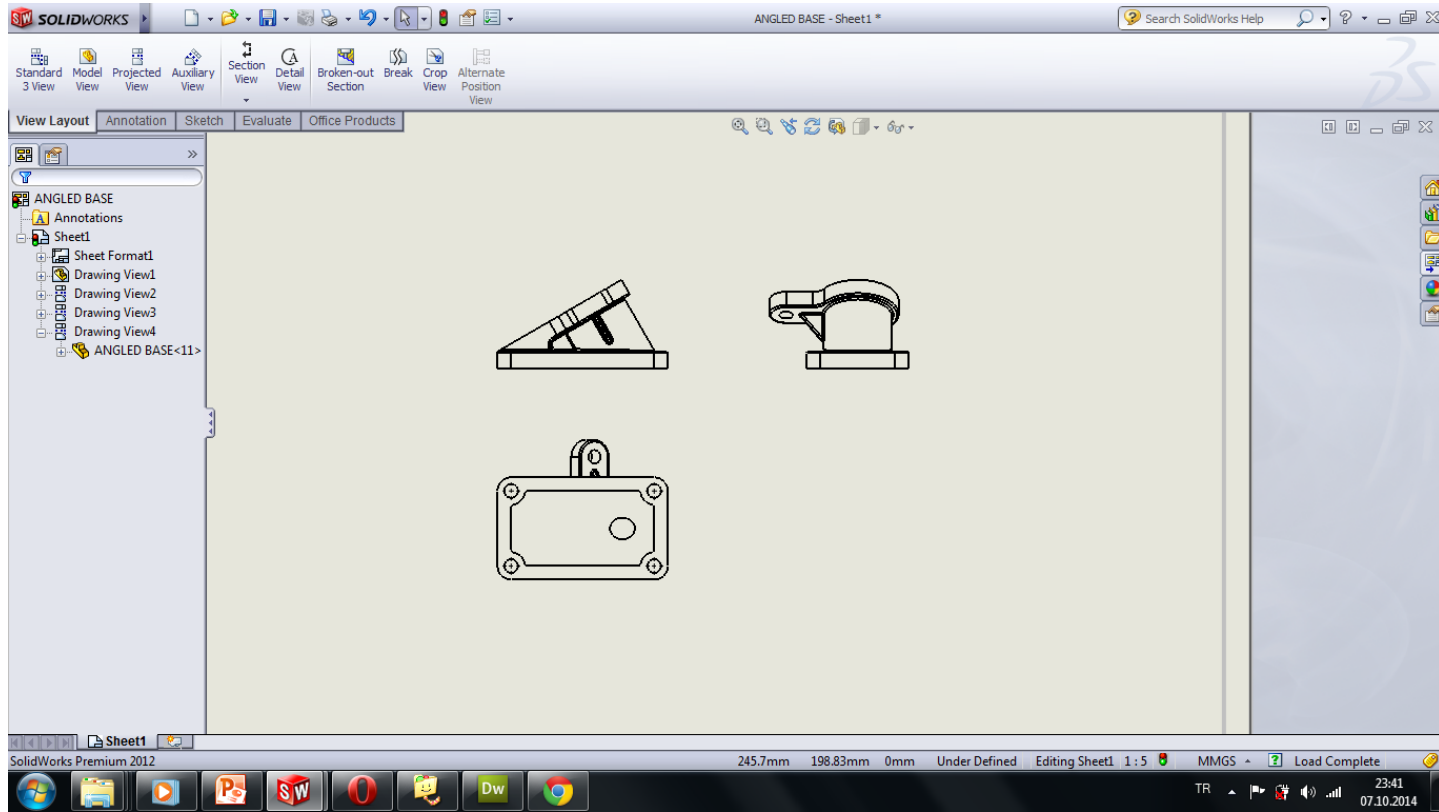 SOLIDWORKS
ANGLED BASE - Sheet1 *
Search SolidWorks Help
Standard 3 View
Model View
Projected View
Auxiliary View
Section View
Detail View
Broken-out Section
Break
Crop View
Alternate Position View
View Layout
Annotation
Sketch
Evaluate
Office Products
ANGLED BASE
Annotations
Sheet1
Sheet Format1
Drawing View1
Drawing View2
Drawing View3
Drawing View4
ANGLED BASE<11>
Sheet1
SolidWorks Premium 2012
245.7mm 198.83mm 0mm Under Defined Editing Sheet1 1 : 5 MMGS Load Complete
Dw
TR
23:41
07.10.2014